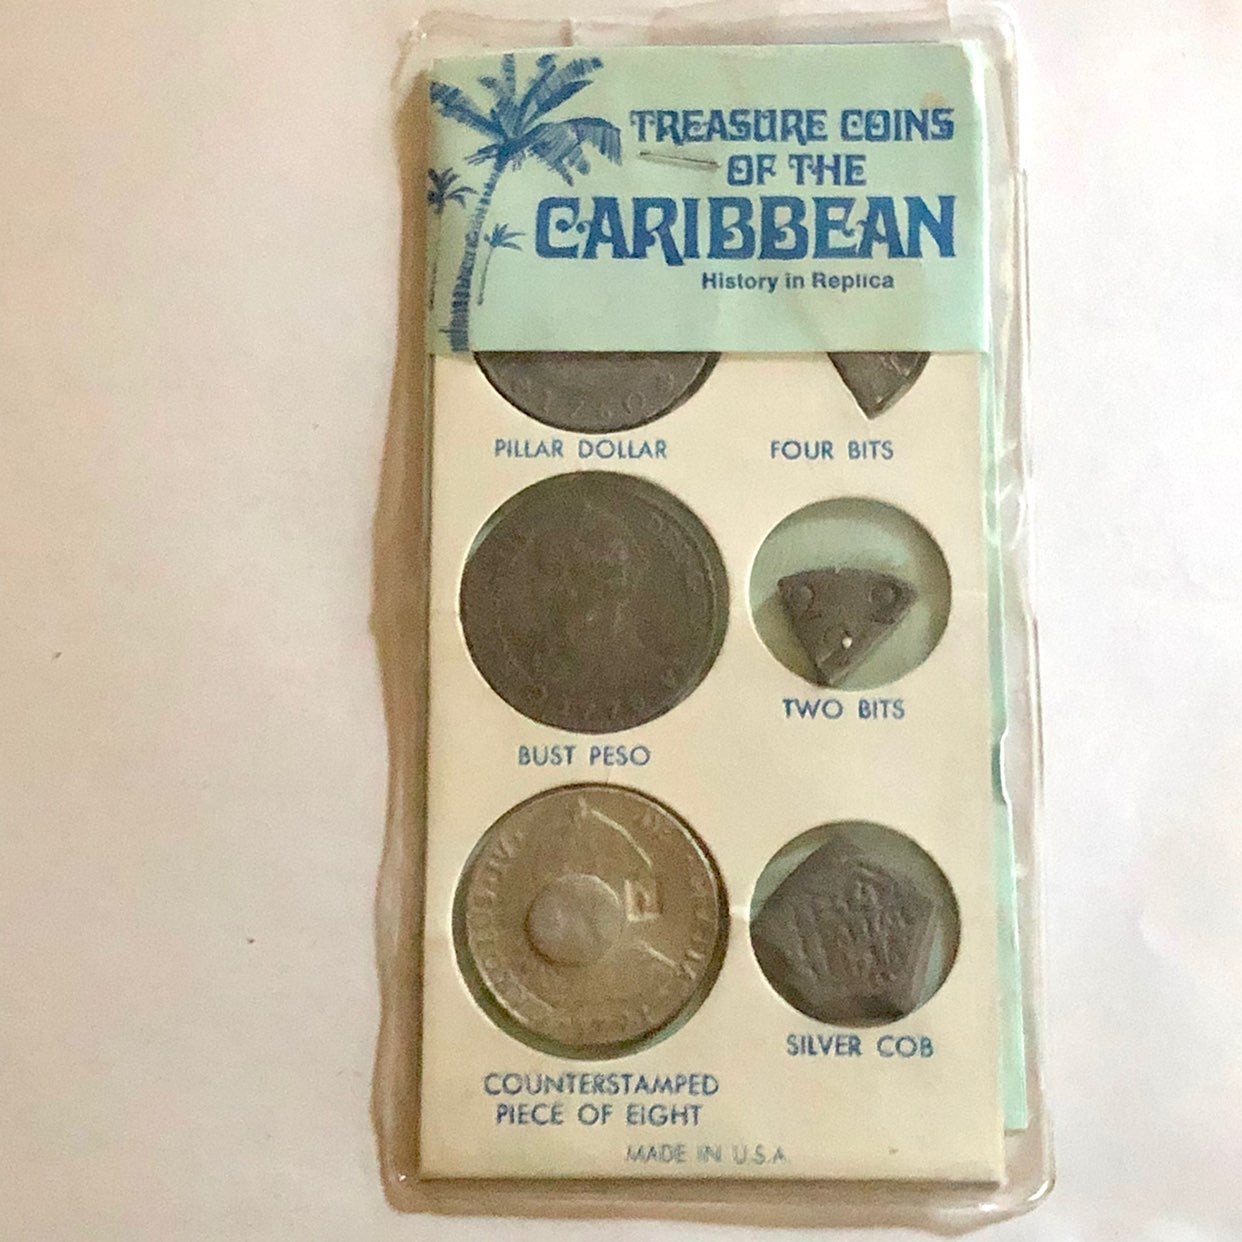 TREASURE COINS
OF THE
CARIBBEAN
History in Replica
1760
PILLAR DOLLAR
FOUR BITS
TWO BITS
BUST PESO
SILVER COB
COUNTERSTAMPED
PIECE OF EIGHT
MADE IN U.S.A.